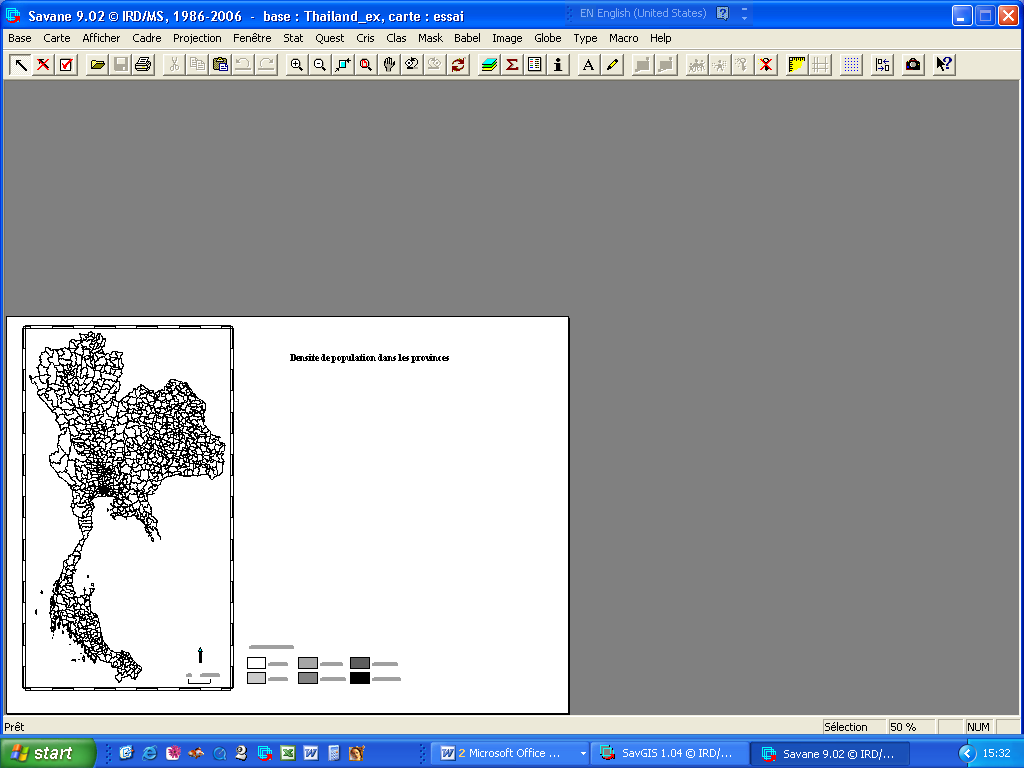 Savane 9.02 © IRD/MS, 1986-2006 - base : Thailand_ex, carte : essai
EN English (United States)
Base Carte Afficher Cadre Projection Fenêtre Stat Quest Cris Clas Mask Babel Image Globe Type Macro Help
Densite de population dans les provinces
Prêt
Sélection
50 %
NUM
start
2 Microsoft Office ...
SavGIS 1.04 © IRD/...
Savane 9.02 © IRD/...
15:32